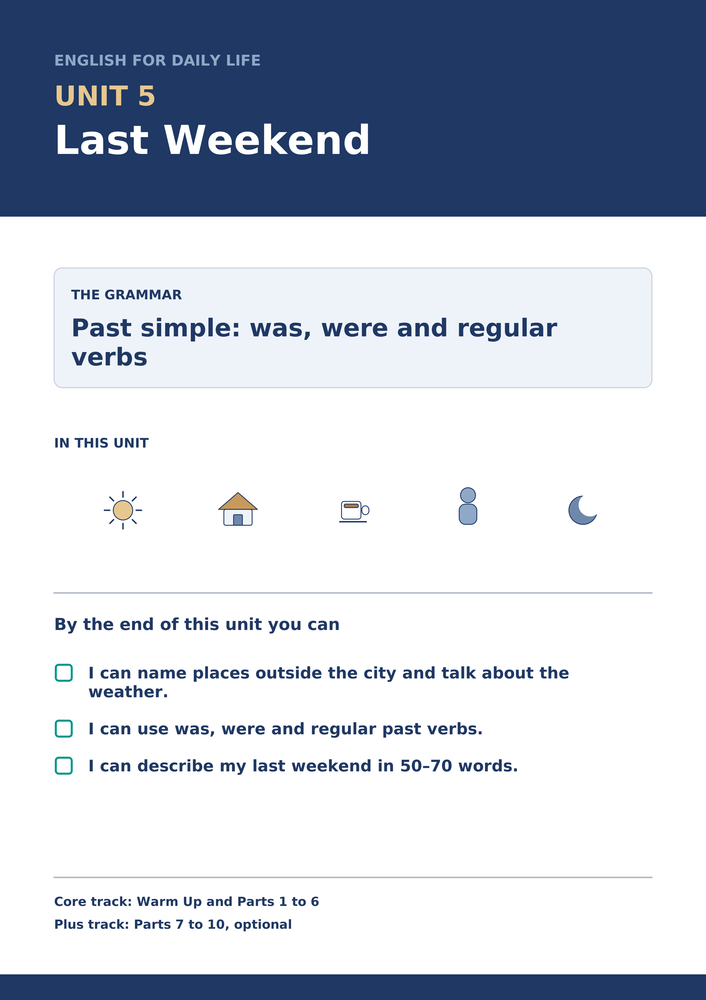 ENGLISH FOR DAILY LIFE
UNIT 5
Last Weekend
THE GRAMMAR
Past simple: was, were and regular
verbs
IN THIS UNIT
By the end of this unit you can
I can name places outside the city and talk about the
weather.
I can use was, were and regular past verbs.
I can describe my last weekend in 50–70 words.
Core track: Warm Up and Parts 1 to 6
Plus track: Parts 7 to 10, optional